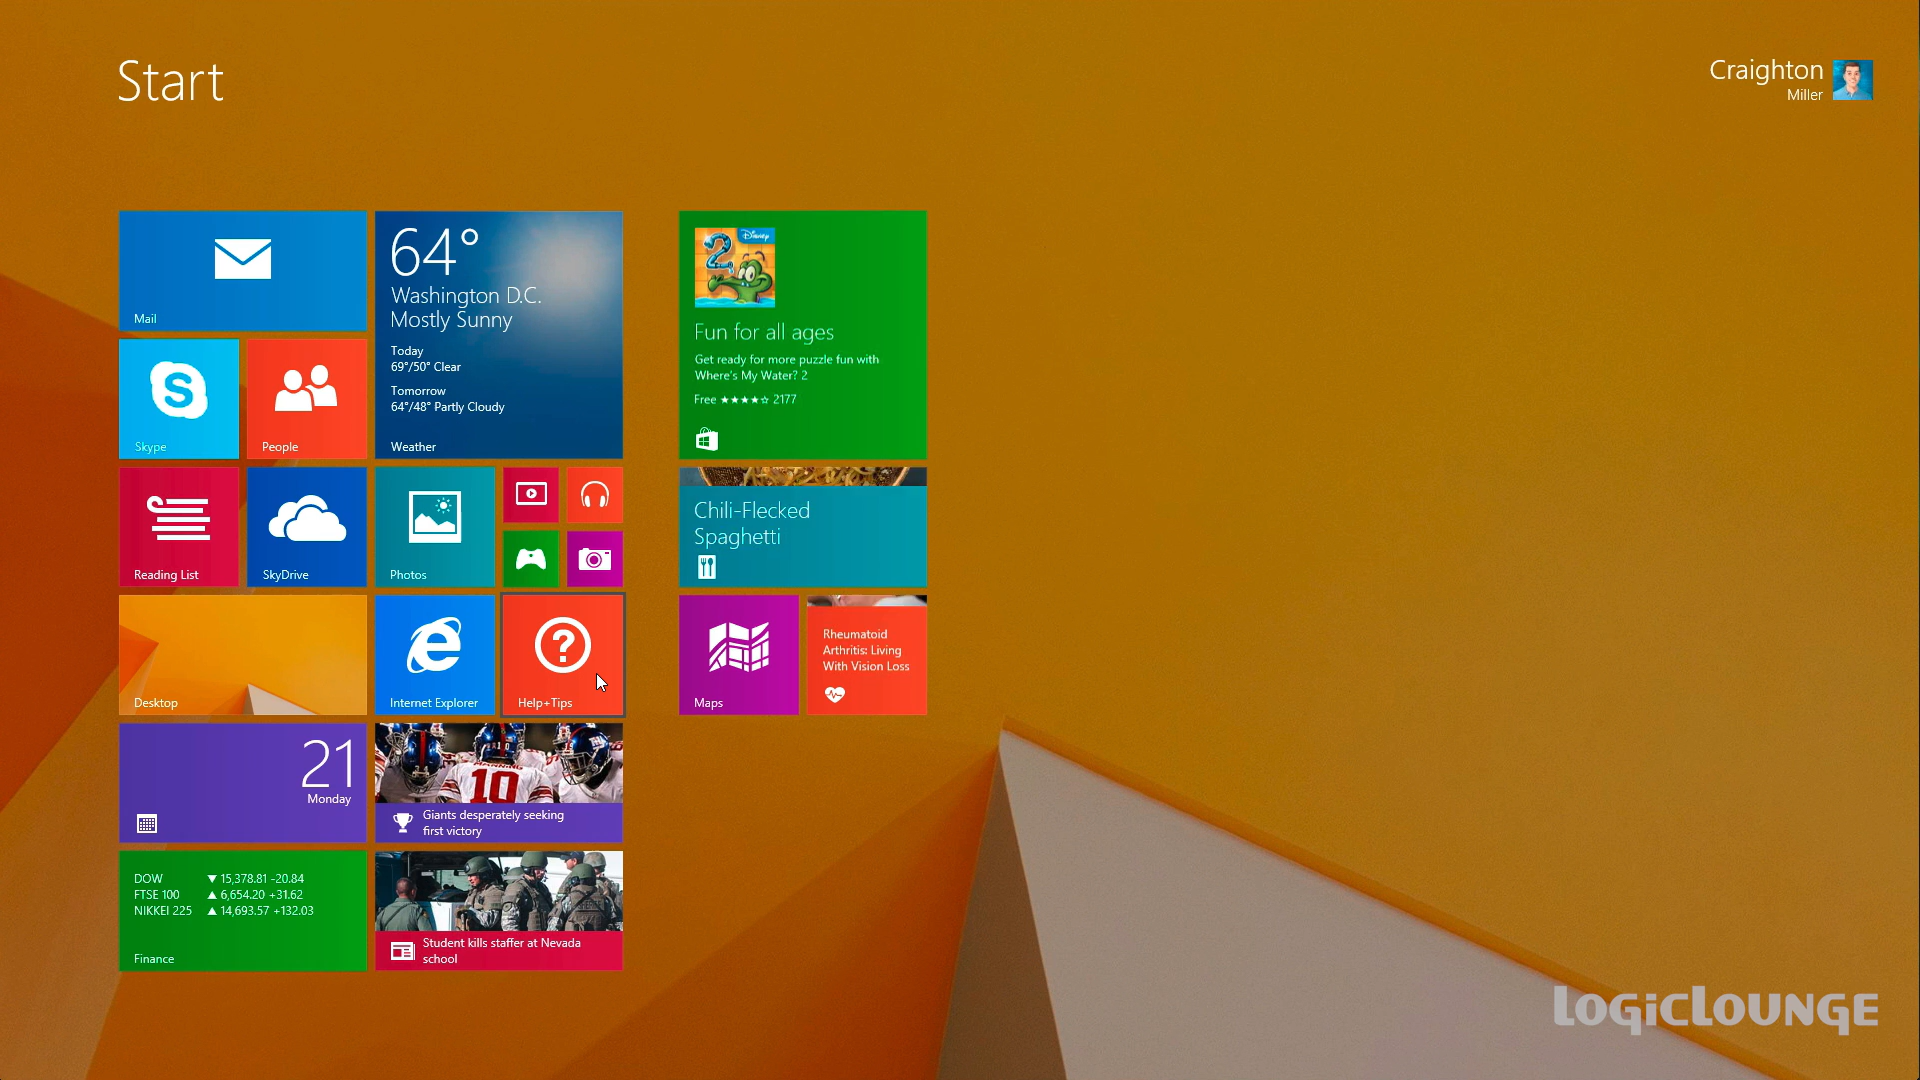 Start
Craighton
Miller
Mail
64°
Washington D.C.
Mostly Sunny
Today
69°/50° Clear
Tomorrow
64°/48° Partly Cloudy
Weather
Skype
People
Reading List
SkyDrive
Photos
Desktop
Internet Explorer
Help+Tips
21
Monday
MANNING
10
Giants desperately seeking
first victory
DOW ▼ 15,378.81 -20.84
FTSE 100 ▲ 6,654.20 +31.62
NIKKEI 225 ▲ 14,693.57 +132.03
Finance
Student kills staffer at Nevada
school
Disney
2
Fun for all ages
Get ready for more puzzle fun with
Where's My Water? 2
Free ★★★★☆ 2177
Chili-Flecked
Spaghetti
Maps
Rheumatoid
Arthritis: Living
With Vision Loss
LOGICLOUNGE